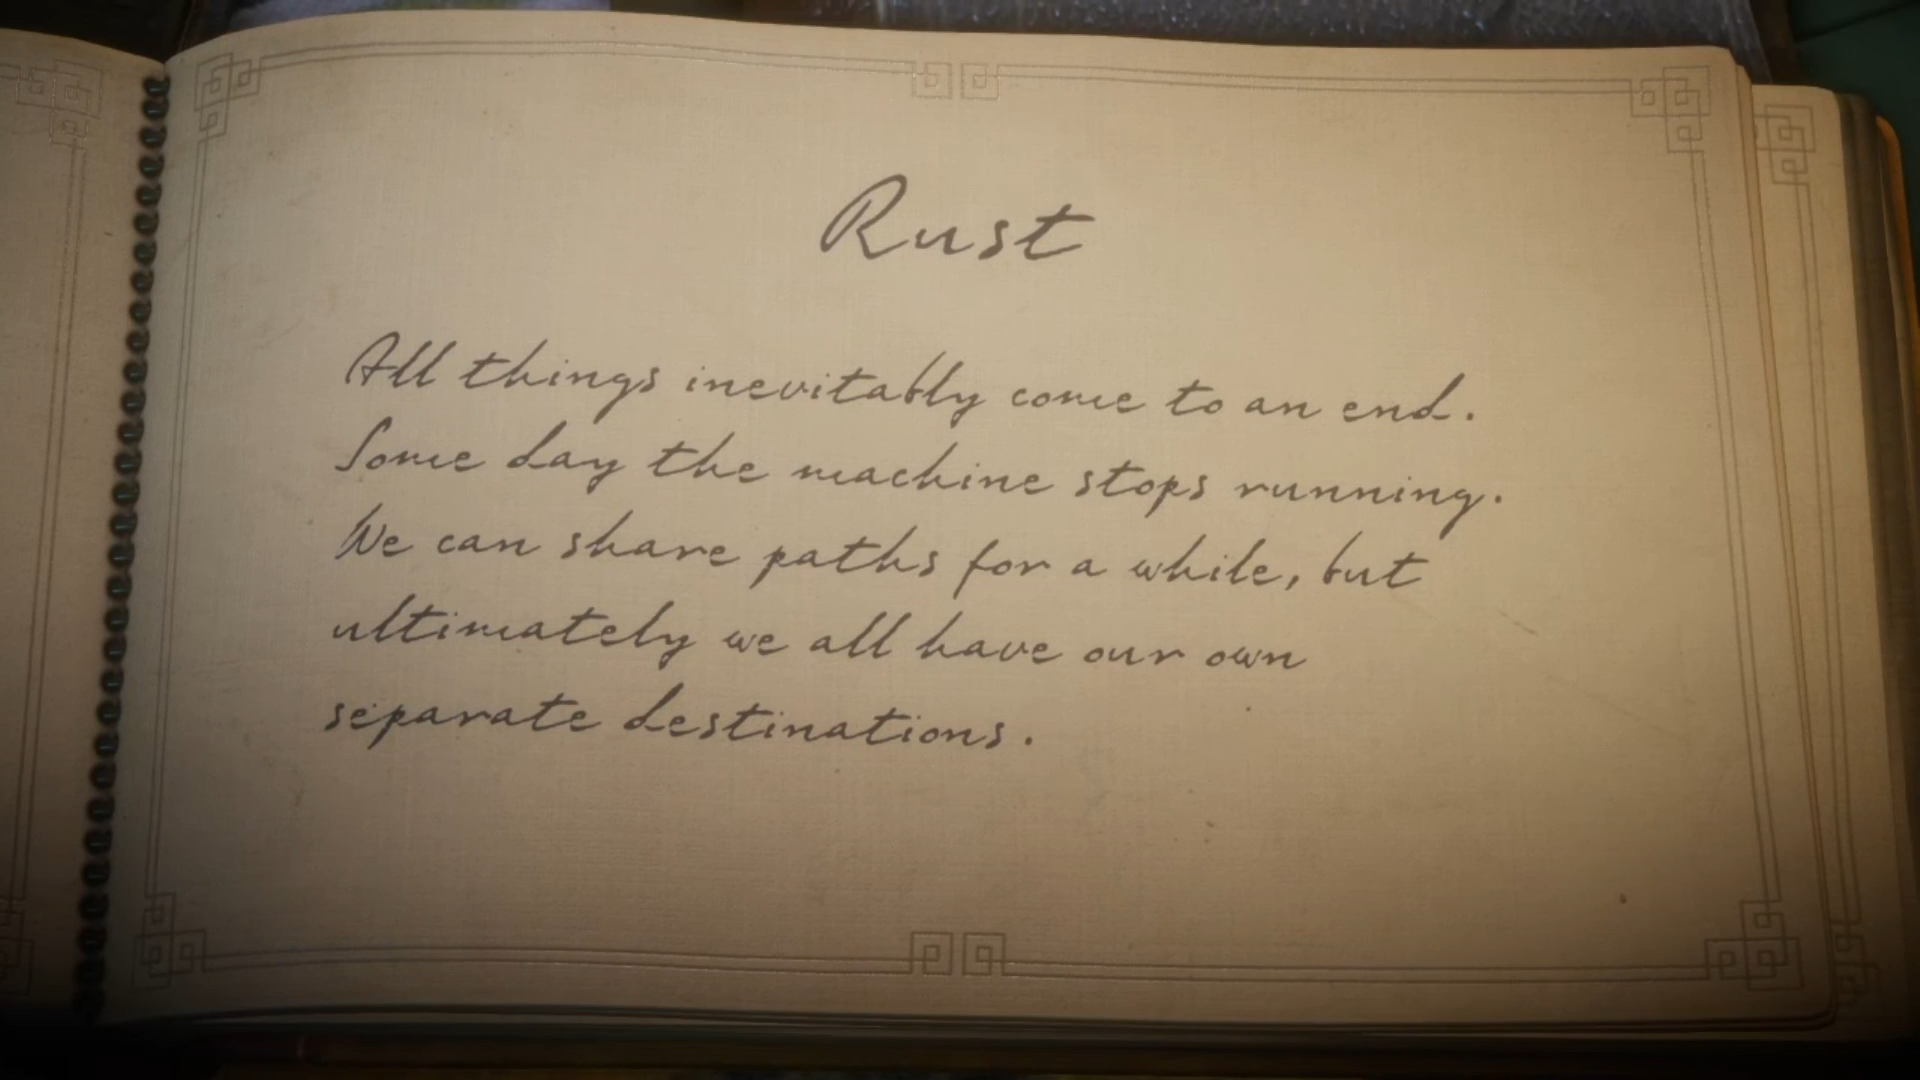 Rust
All things inevitably come to an end.
Some day the machine stops running.
We can share paths for a while, but
ultimately we all have our own
separate destinations.